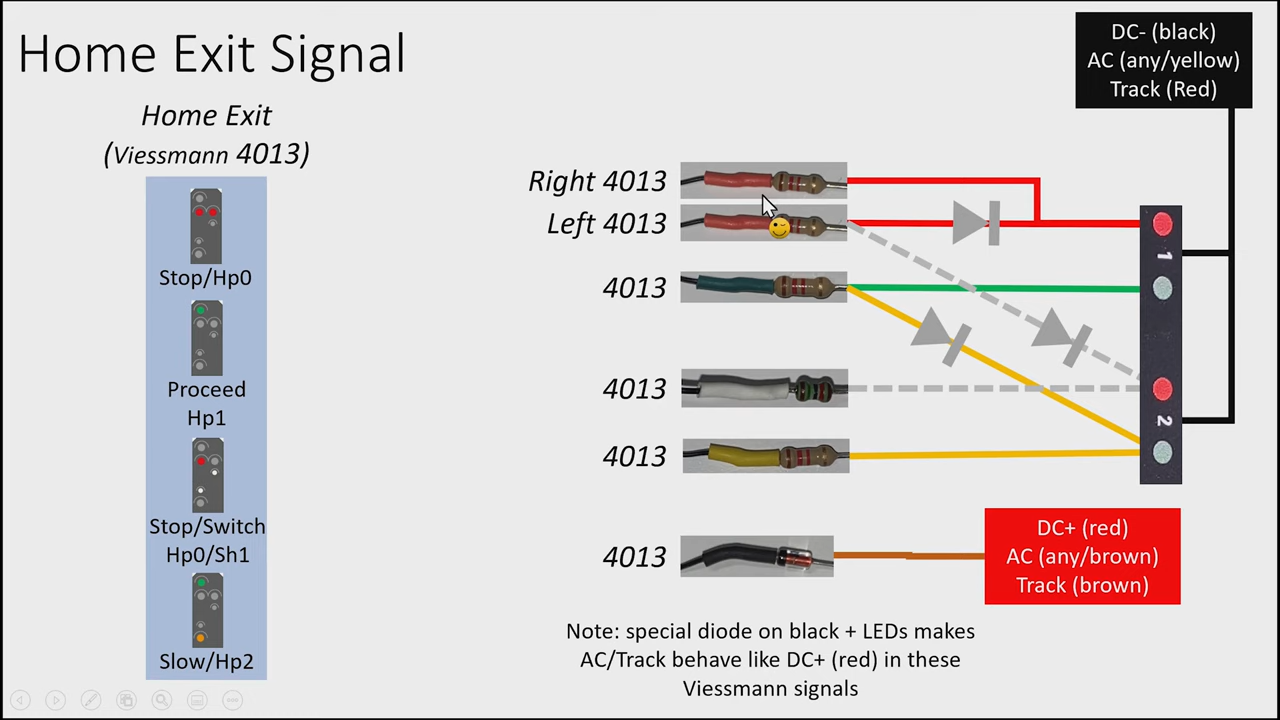 Home Exit Signal
Home Exit
(Viessmann 4013)
Stop/Hp0
Proceed
Hp1
Stop/Switch
Hp0/Sh1
Slow/Hp2
DC- (black)
AC (any/yellow)
Track (Red)
Right 4013
Left 4013
4013
4013
4013
4013
1
2
DC+ (red)
AC (any/brown)
Track (brown)
Note: special diode on black + LEDs makes
AC/Track behave like DC+ (red) in these
Viessmann signals